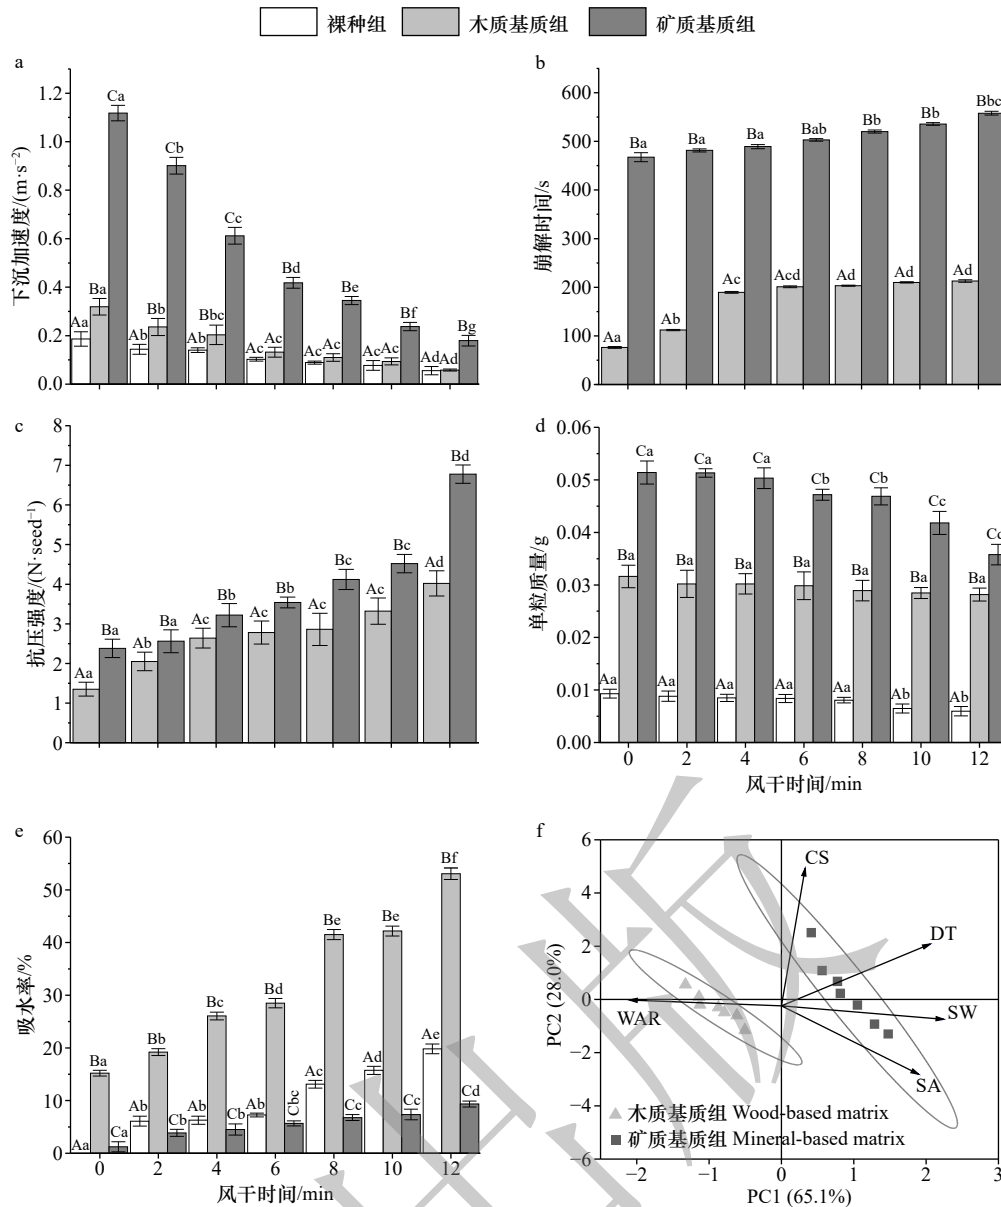 裸种组 木质基质组 矿质基质组
a
下沉加速度/(m·s⁻²)
1.2
1.0
0.8
0.6
0.4
0.2
0.0
Aa Ba Ca
Ab Bb Cb
Ab Bbc Cc
Ac Ac Bd
Ac Ac Be
Ac Ac Bf
Ad Ad Bg
b
崩解时间/s
600
500
400
300
200
100
0
Aa Ba
Ab Ba
Ac Ba
Acd Bab
Ad Bb
Ad Bb
Ad Bbc
c
抗压强度/(N·seed⁻¹)
8
7
6
5
4
3
2
1
0
Aa Ba
Ab Ba
Ac Bb
Ac Bb
Ac Bc
Ac Bc
Ad Bd
d
单粒质量/g
0.06
0.05
0.04
0.03
0.02
0.01
0.00
Aa Ba Ca
Aa Ba Ca
Aa Ba Ca
Aa Ba Cb
Aa Ba Cb
Ab Ba Cc
Ab Ba Cc
0 2 4 6 8 10 12
风干时间/min
e
吸水率/%
60
50
40
30
20
10
0
Aa Ba Ca
Ab Bb Cb
Ab Bc Cb
Ab Bd Cbc
Ac Be Cc
Ad Be Cc
Ae Bf Cd
0 2 4 6 8 10 12
风干时间/min
f
PC2 (28.0%)
6
4
2
0
−2
−4
−6
CS
DT
SW
WAR
SA
木质基质组 Wood-based matrix
矿质基质组 Mineral-based matrix
−2 −1 0 1 2 3
PC1 (65.1%)